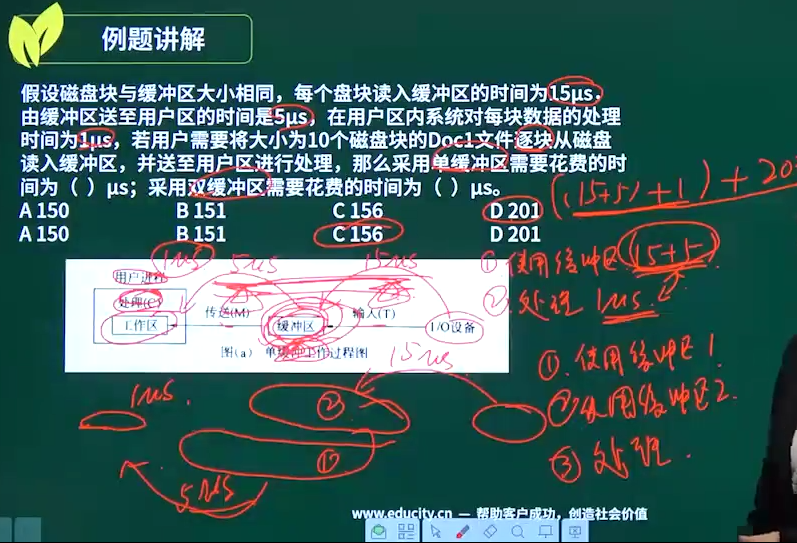 例题讲解
假设磁盘块与缓冲区大小相同，每个盘块读入缓冲区的时间为15μs，
由缓冲区送至用户区的时间是5μs，在用户区内系统对每块数据的处理
时间为1μs，若用户需要将大小为10个磁盘块的Doc1文件逐块从磁盘
读入缓冲区，并送至用户区进行处理，那么采用单缓冲区需要花费的时
间为（ ）μs；采用双缓冲区需要花费的时间为（ ）μs。
A 150 B 151 C 156 D 201
A 150 B 151 C 156 D 201
((15+5)+1)+20
①使用缓冲区(15+5)
②处理 1μs
1μs 5μs 15μs
用户进程
处理(C)
传送(M) 输入(T)
工作区 缓冲区 I/O设备
图(a) 单缓冲工作过程图
15μs
①使用缓冲区1.
②使用缓冲区2.
③处理.
1μs.
②
①
5μs
www.educity.cn — 帮助客户成功，创造社会价值